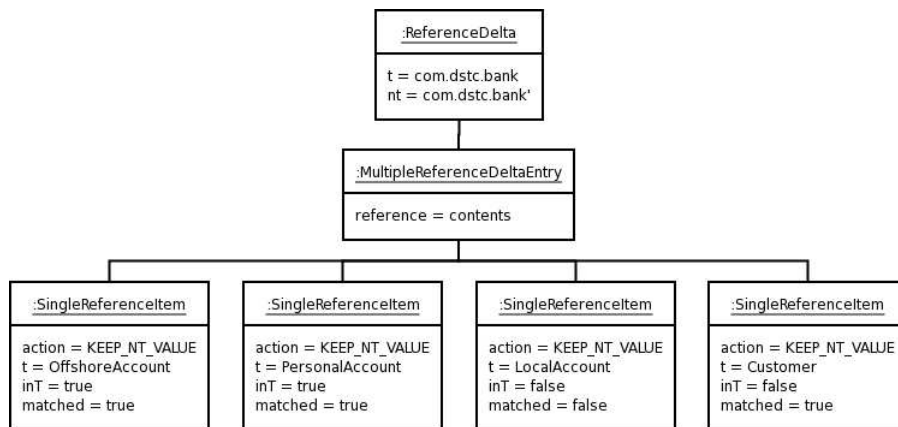 :ReferenceDelta
t = com.dstc.bank
nt = com.dstc.bank'
:MultipleReferenceDeltaEntry
reference = contents
:SingleReferenceItem
action = KEEP_NT_VALUE
t = OffshoreAccount
inT = true
matched = true
:SingleReferenceItem
action = KEEP_NT_VALUE
t = PersonalAccount
inT = true
matched = true
:SingleReferenceItem
action = KEEP_NT_VALUE
t = LocalAccount
inT = false
matched = false
:SingleReferenceItem
action = KEEP_NT_VALUE
t = Customer
inT = false
matched = true